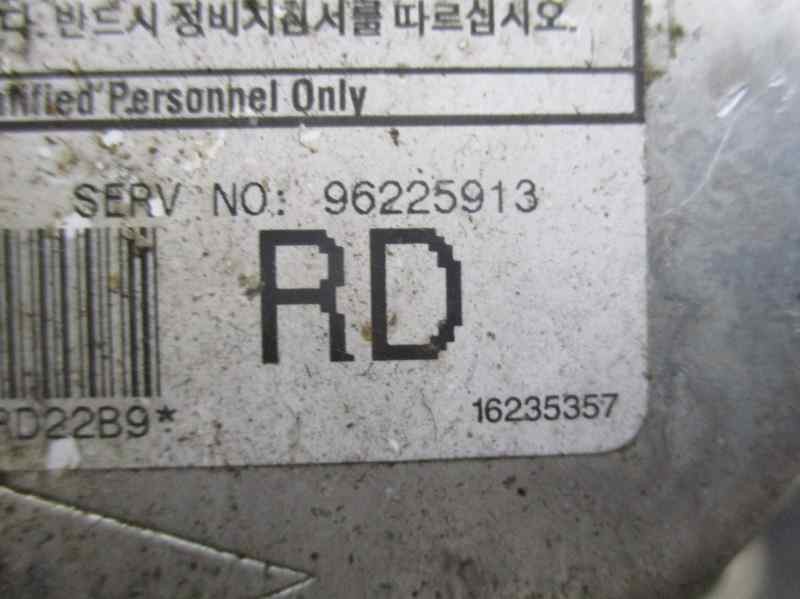 다. 반드시 정비지침서를 따르십시오.
Personnel Only
SERV NO: 96225913
RD
RD22B9*
16235357